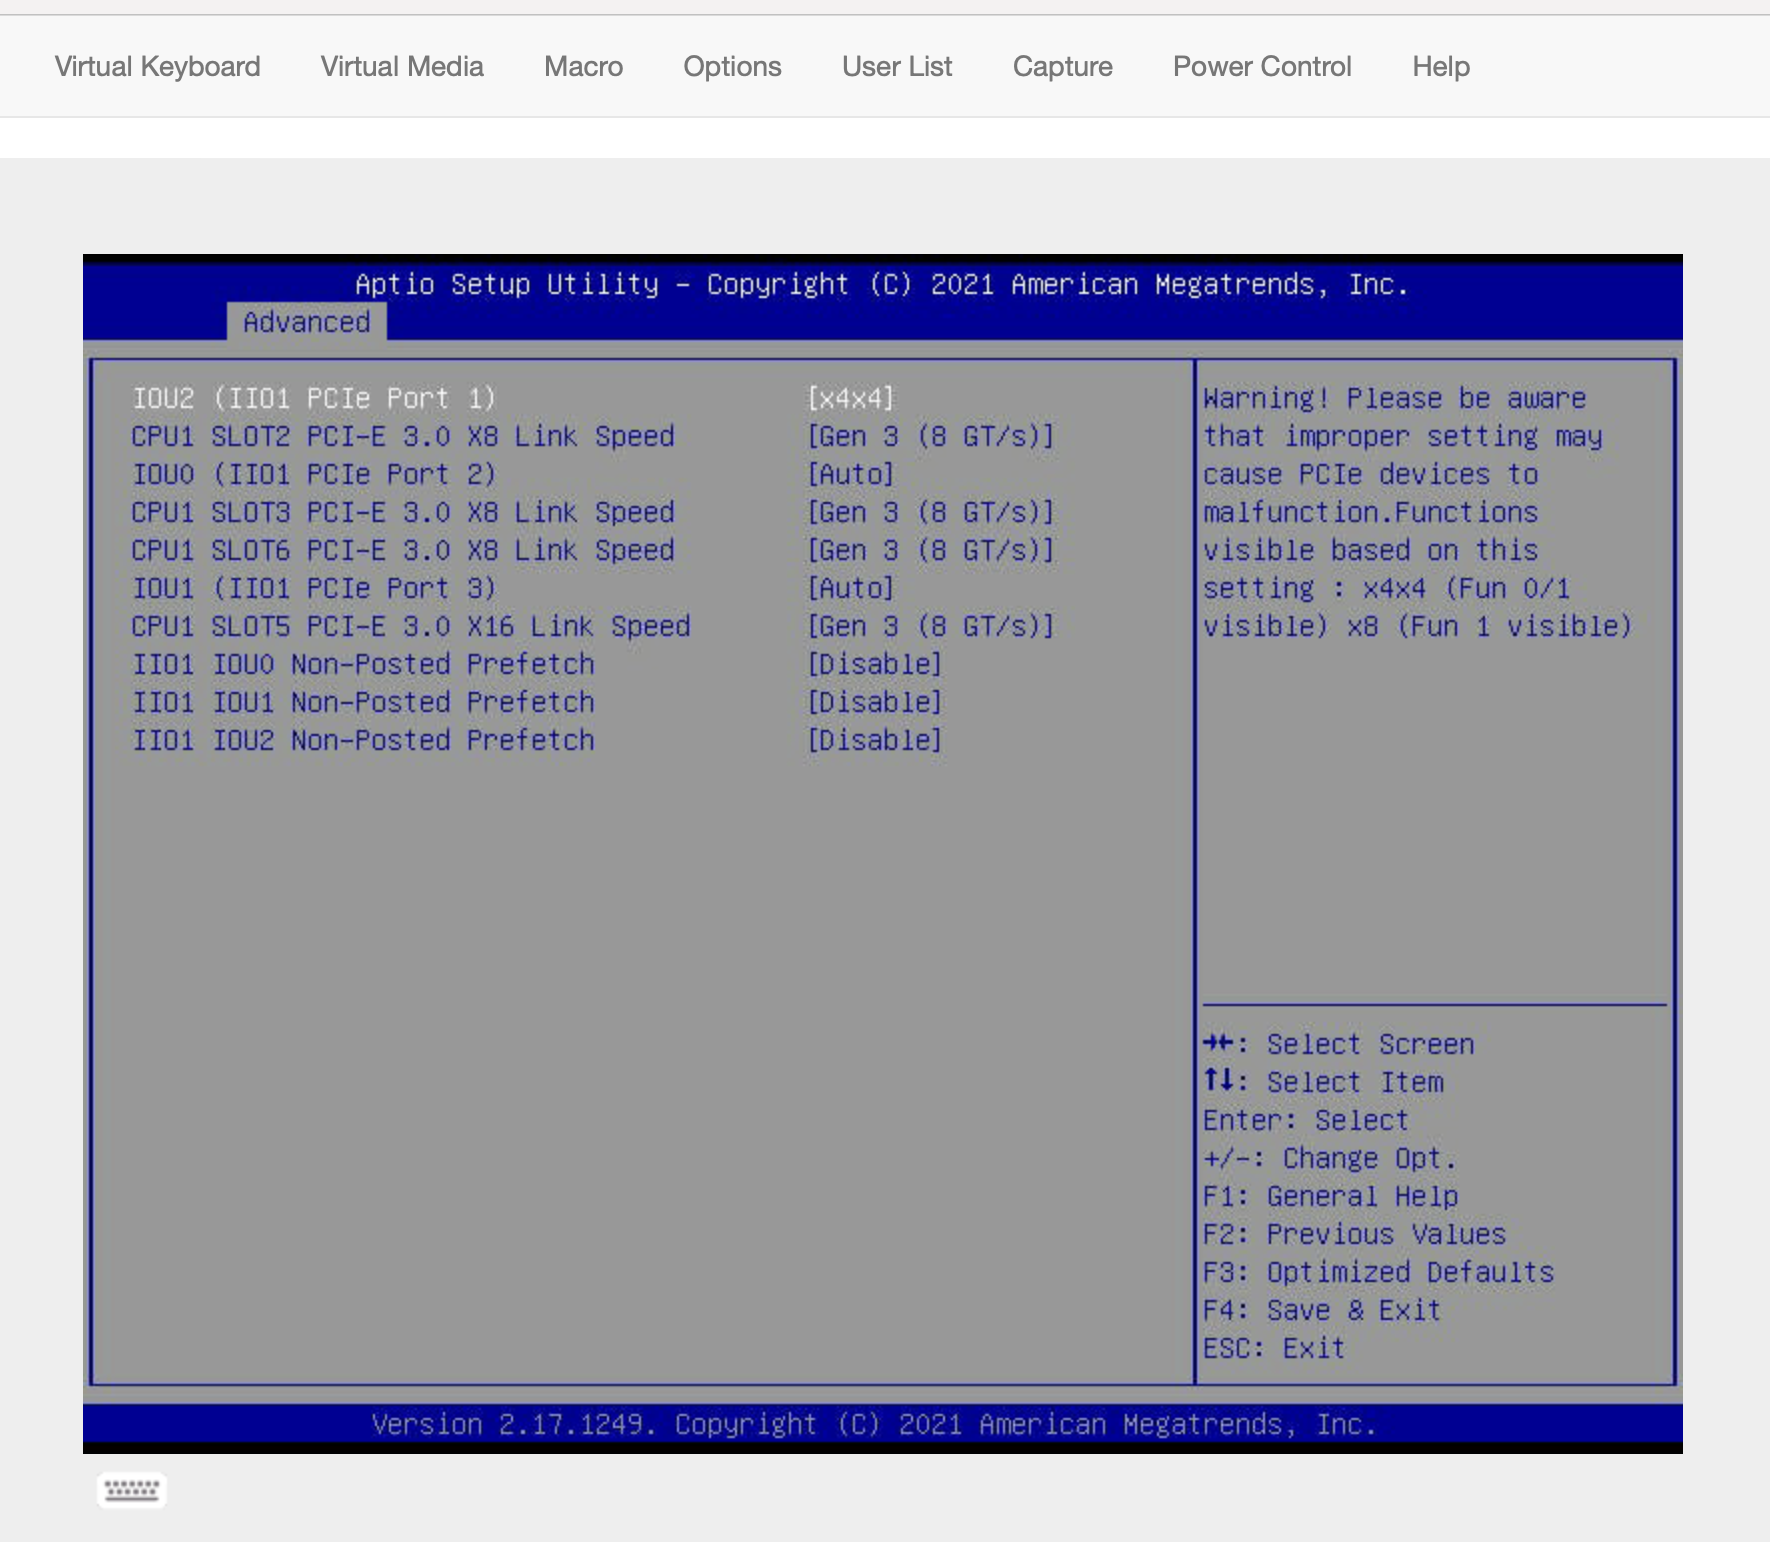 Virtual Keyboard Virtual Media Macro Options User List Capture Power Control Help
Aptio Setup Utility – Copyright (C) 2021 American Megatrends, Inc.
Advanced
IOU2 (IIO1 PCIe Port 1) [x4x4]
CPU1 SLOT2 PCI-E 3.0 X8 Link Speed [Gen 3 (8 GT/s)]
IOU0 (IIO1 PCIe Port 2) [Auto]
CPU1 SLOT3 PCI-E 3.0 X8 Link Speed [Gen 3 (8 GT/s)]
CPU1 SLOT6 PCI-E 3.0 X8 Link Speed [Gen 3 (8 GT/s)]
IOU1 (IIO1 PCIe Port 3) [Auto]
CPU1 SLOT5 PCI-E 3.0 X16 Link Speed [Gen 3 (8 GT/s)]
IIO1 IOU0 Non-Posted Prefetch [Disable]
IIO1 IOU1 Non-Posted Prefetch [Disable]
IIO1 IOU2 Non-Posted Prefetch [Disable]
Warning! Please be aware
that improper setting may
cause PCIe devices to
malfunction.Functions
visible based on this
setting : x4x4 (Fun 0/1
visible) x8 (Fun 1 visible)
→←: Select Screen
↑↓: Select Item
Enter: Select
+/-: Change Opt.
F1: General Help
F2: Previous Values
F3: Optimized Defaults
F4: Save & Exit
ESC: Exit
Version 2.17.1249. Copyright (C) 2021 American Megatrends, Inc.